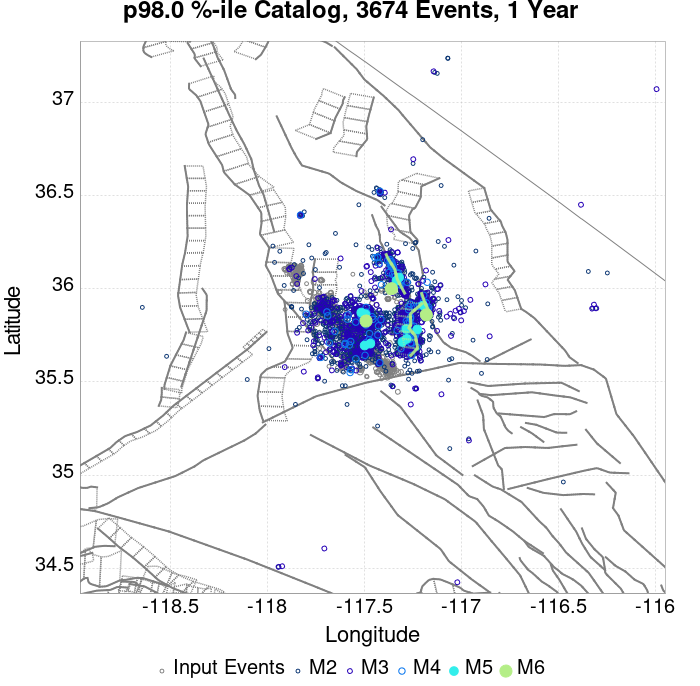 p98.0 %-ile Catalog, 3674 Events, 1 Year
37
36.5
36
35.5
35
34.5
Latitude
-118.5 -118 -117.5 -117 -116.5 -116
Longitude
Input Events M2 M3 M4 M5 M6